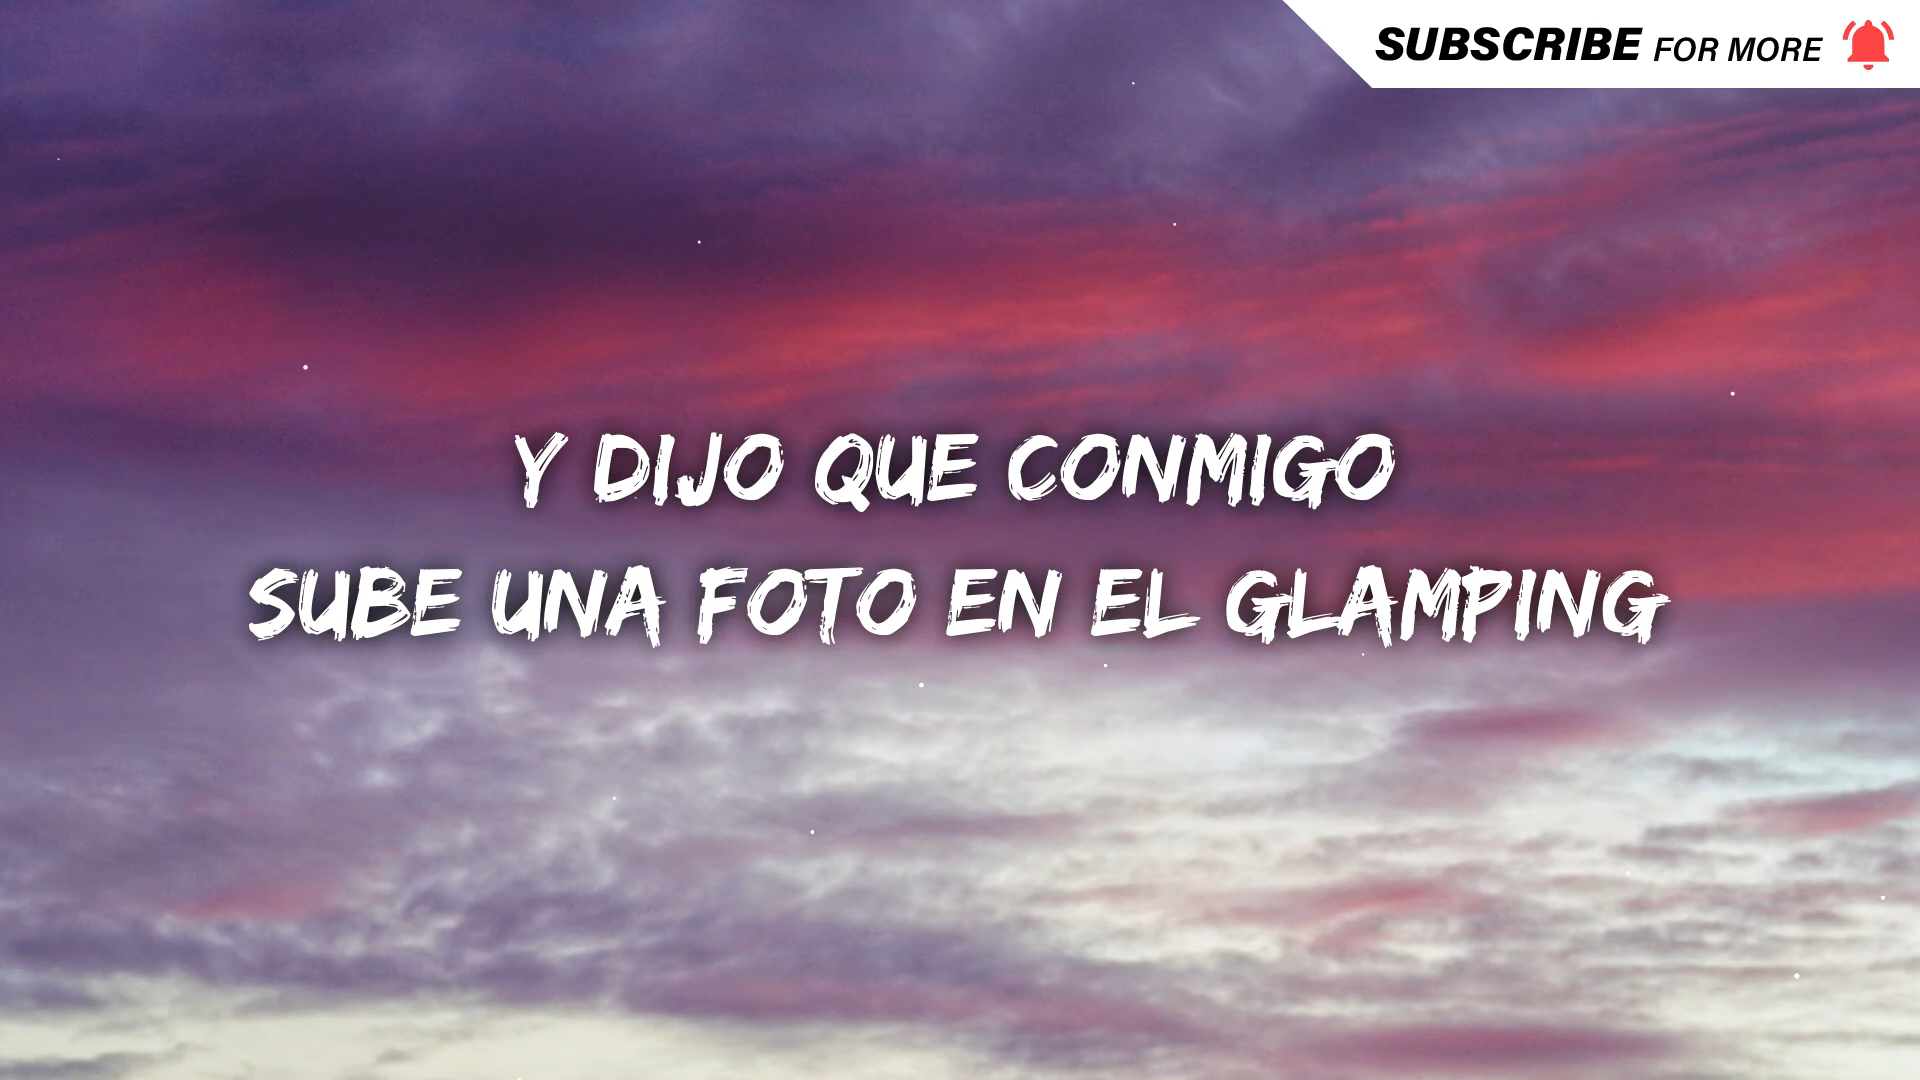 SUBSCRIBE FOR MORE
Y DIJO QUE CONMIGO
SUBE UNA FOTO EN EL GLAMPING